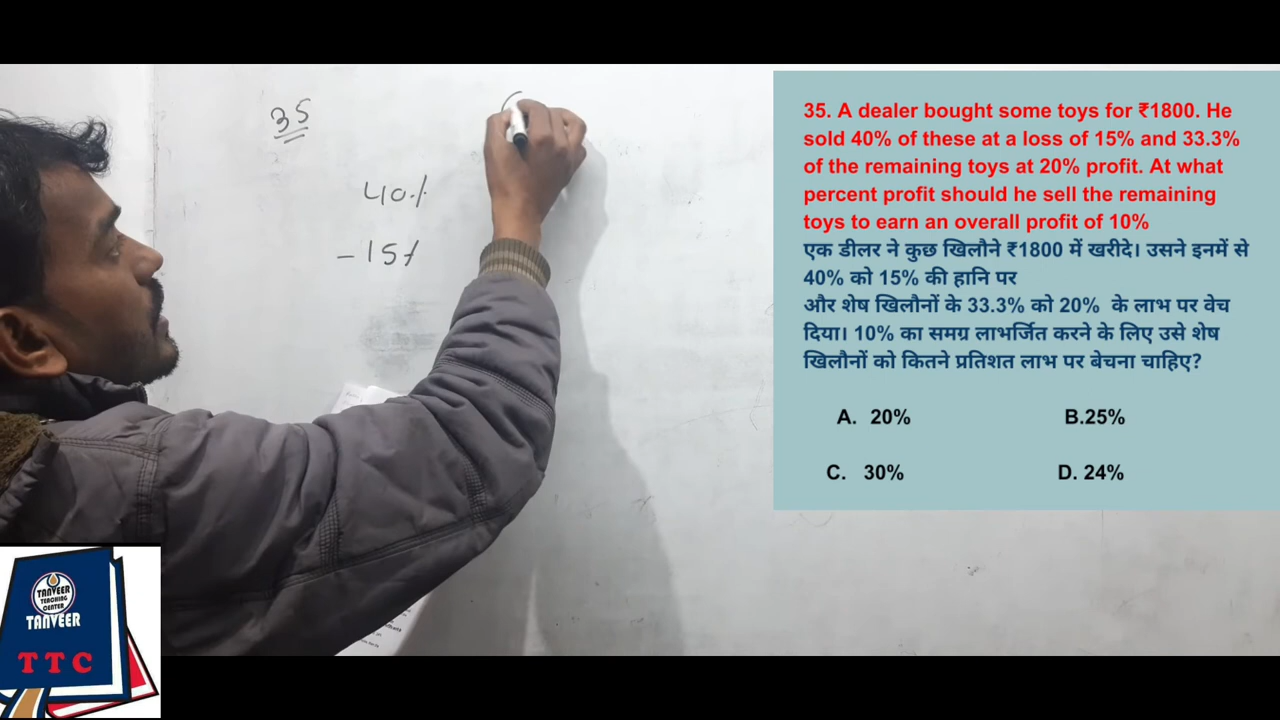 35
40%
-15%
35. A dealer bought some toys for ₹1800. He
sold 40% of these at a loss of 15% and 33.3%
of the remaining toys at 20% profit. At what
percent profit should he sell the remaining
toys to earn an overall profit of 10%
एक डीलर ने कुछ खिलौने ₹1800 में खरीदे। उसने इनमें से
40% को 15% की हानि पर
और शेष खिलौनों के 33.3% को 20% के लाभ पर वेच
दिया। 10% का समग्र लाभर्जित करने के लिए उसे शेष
खिलौनों को कितने प्रतिशत लाभ पर बेचना चाहिए?
A. 20% B.25%
C. 30% D. 24%
TANVEER
TEACHING
CENTER
TANVEER
T T C